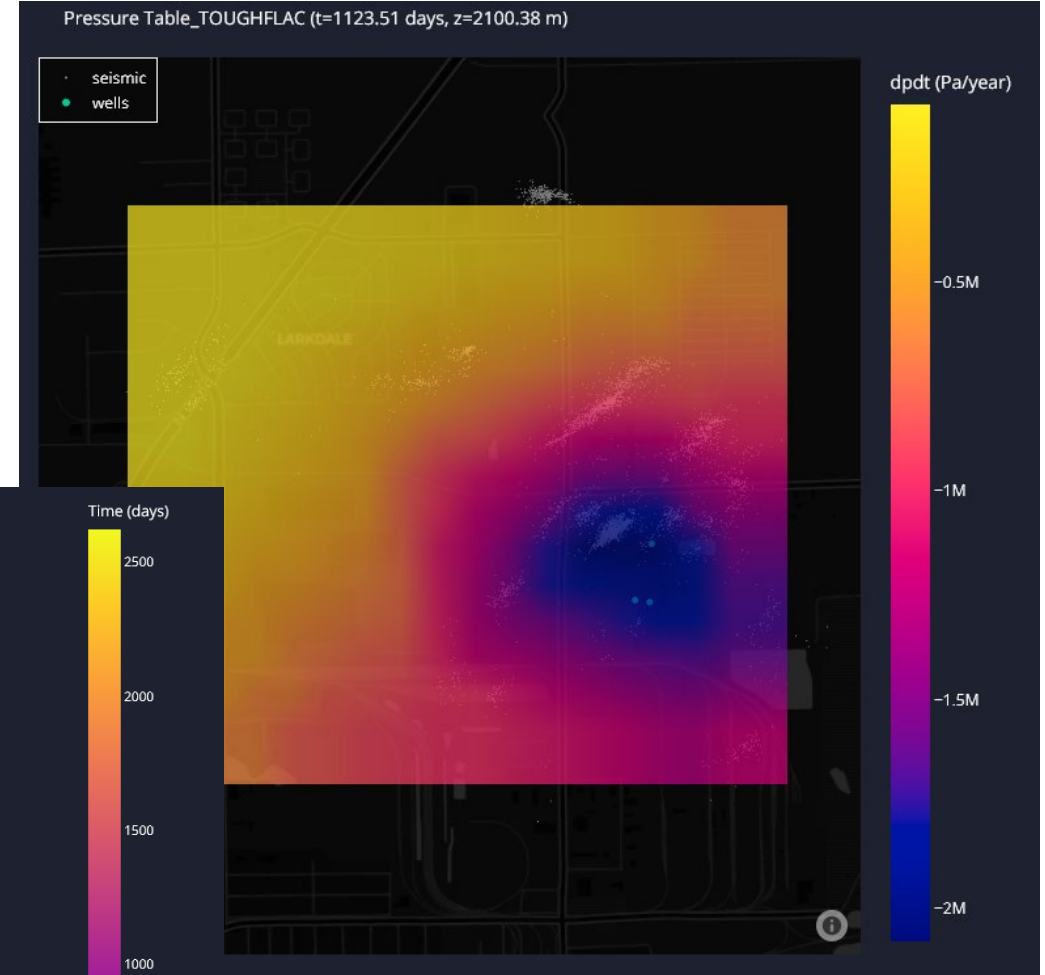 Pressure Table_TOUGHFLAC (t=1123.51 days, z=2100.38 m)
seismic
wells
dpdt (Pa/year)
−0.5M
−1M
−1.5M
−2M
LARKDALE
Time (days)
2500
2000
1500
1000
i